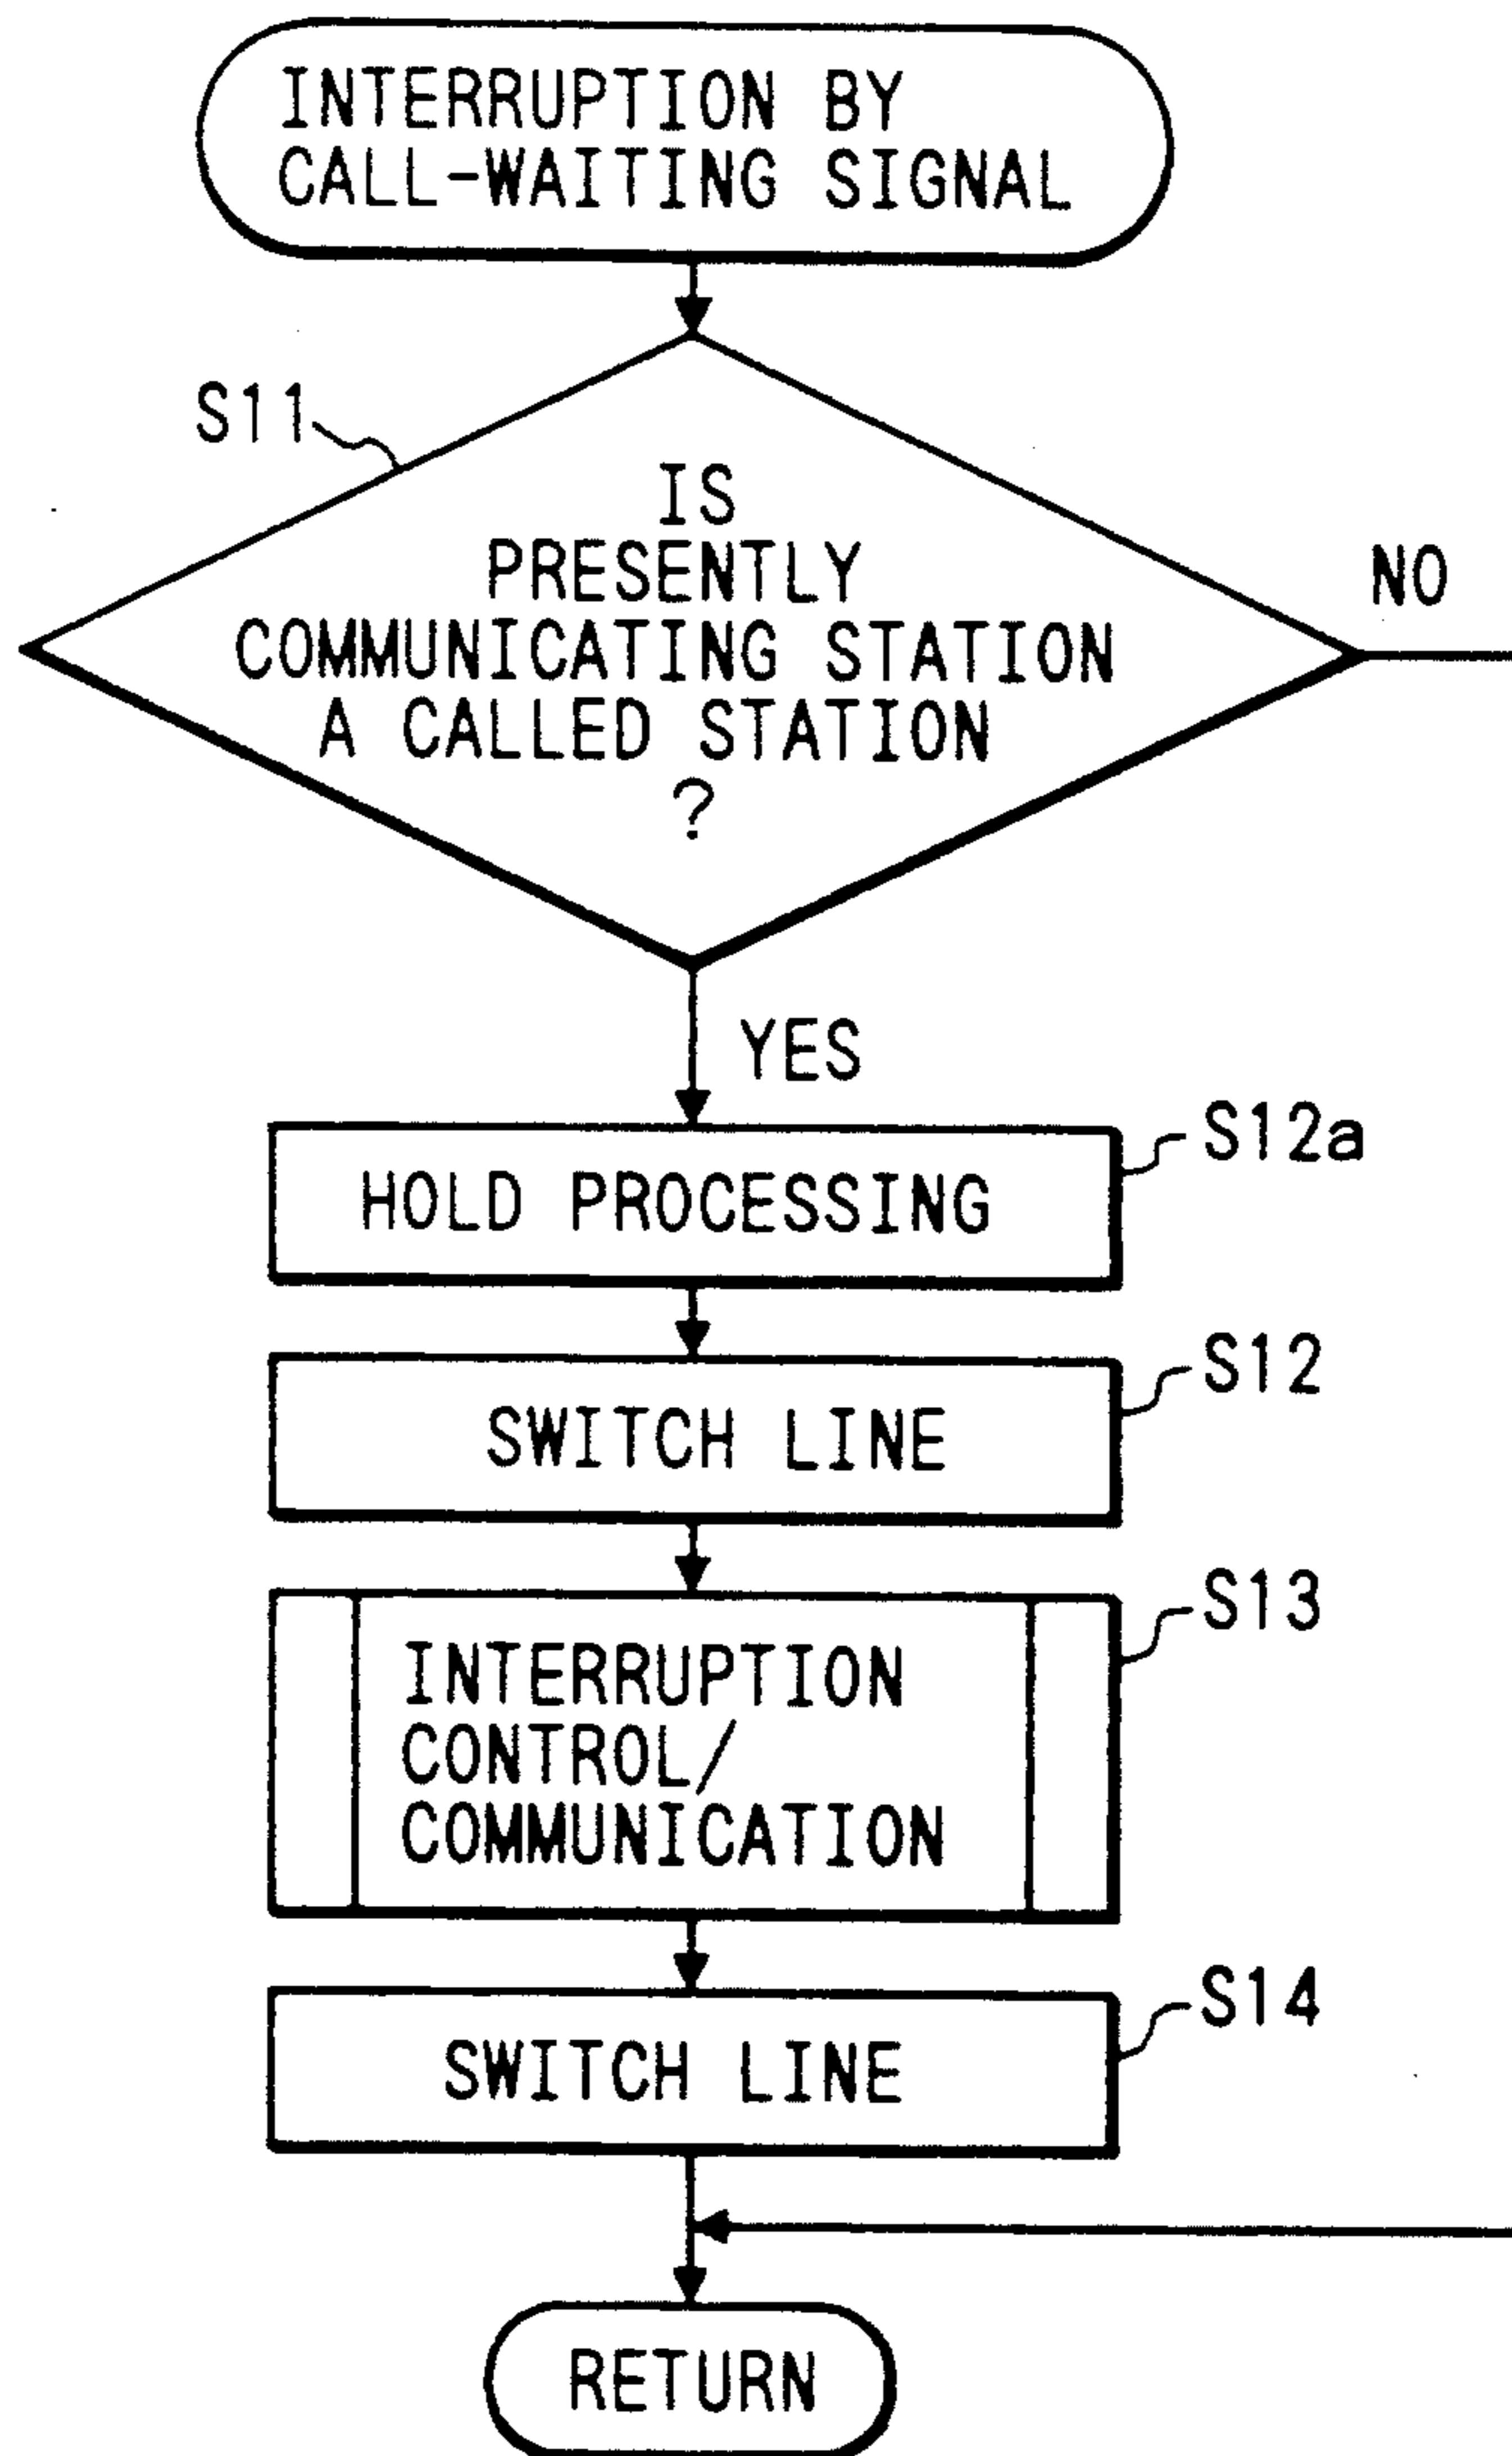 INTERRUPTION BY
CALL-WAITING SIGNAL
S11
IS
PRESENTLY
COMMUNICATING STATION
A CALLED STATION
?
NO
YES
S12a
HOLD PROCESSING
S12
SWITCH LINE
S13
INTERRUPTION
CONTROL/
COMMUNICATION
S14
SWITCH LINE
RETURN